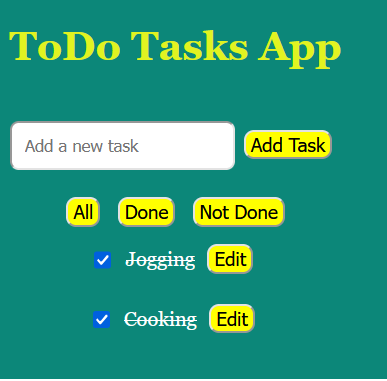 ToDo Tasks App
Add a new task Add Task
All Done Not Done
Jogging Edit
Cooking Edit